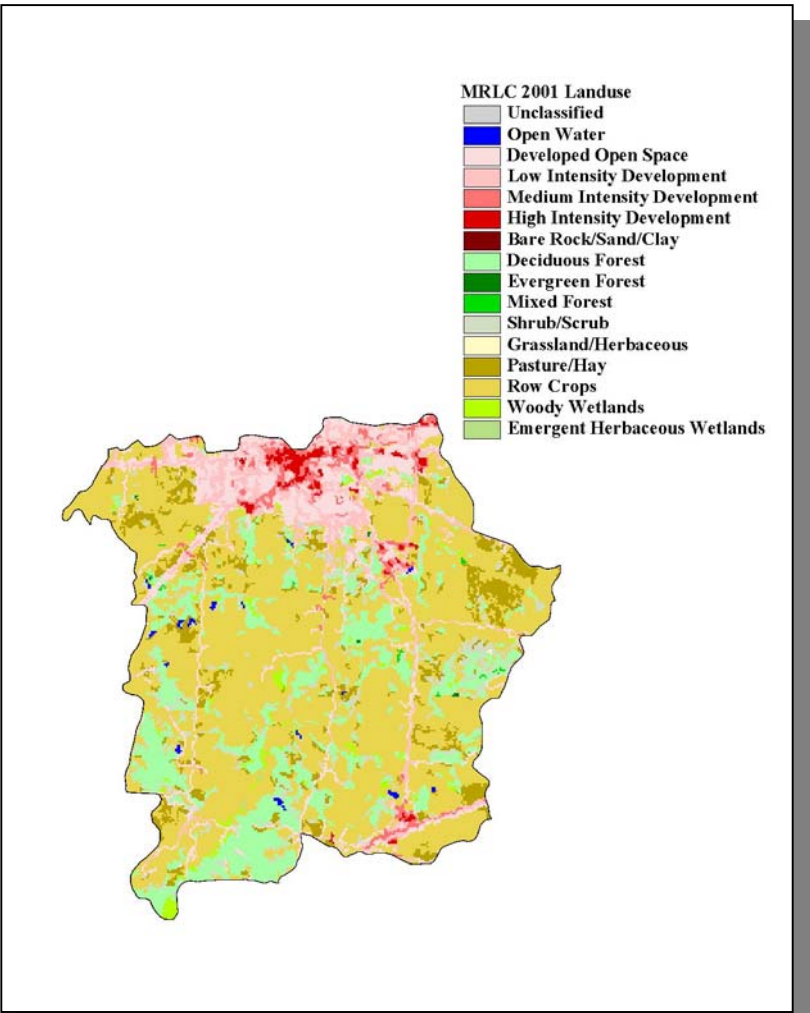 MRLC 2001 Landuse
Unclassified
Open Water
Developed Open Space
Low Intensity Development
Medium Intensity Development
High Intensity Development
Bare Rock/Sand/Clay
Deciduous Forest
Evergreen Forest
Mixed Forest
Shrub/Scrub
Grassland/Herbaceous
Pasture/Hay
Row Crops
Woody Wetlands
Emergent Herbaceous Wetlands